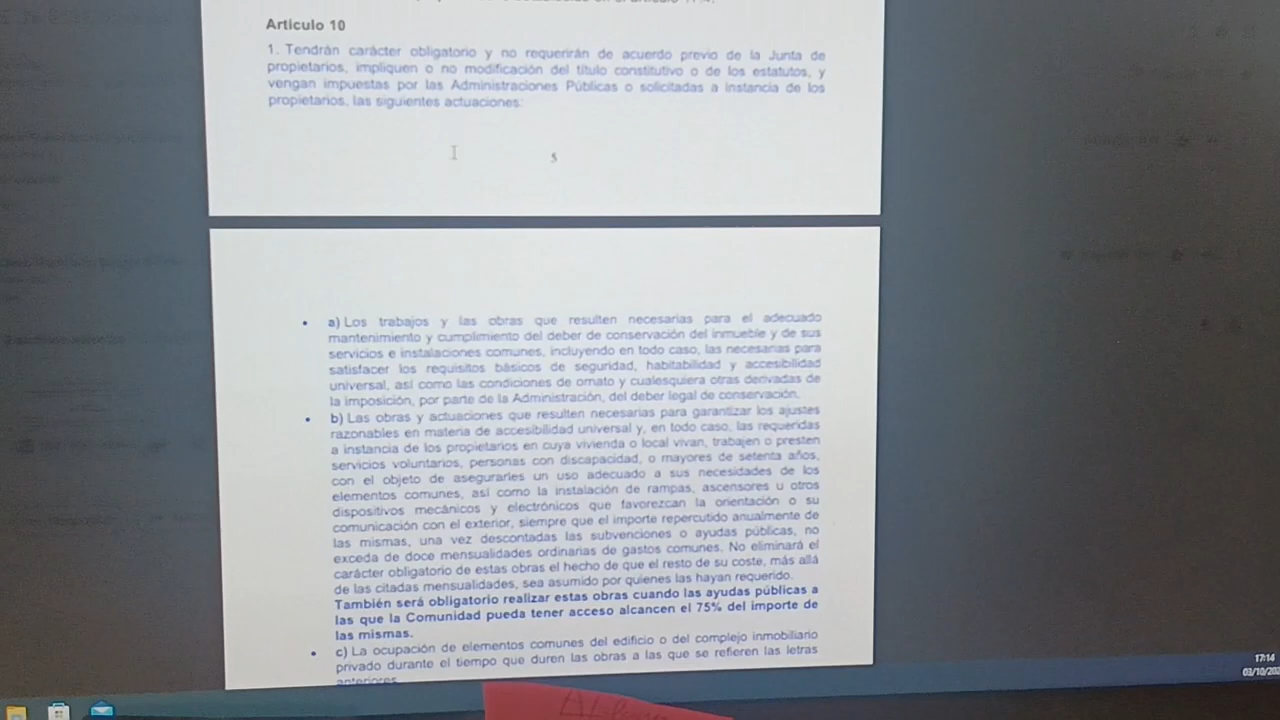 Artículo 10
1. Tendrán carácter obligatorio y no requerirán de acuerdo previo de la Junta de
propietarios, impliquen o no modificación del título constitutivo o de los estatutos, y
vengan impuestas por las Administraciones Públicas o solicitadas a instancia de los
propietarios, las siguientes actuaciones:
a) Los trabajos y las obras que resulten necesarias para el adecuado
mantenimiento y cumplimiento del deber de conservación del inmueble y de sus
servicios e instalaciones comunes, incluyendo en todo caso, las necesarias para
satisfacer los requisitos básicos de seguridad, habitabilidad y accesibilidad
universal, así como las condiciones de ornato y cualesquiera otras derivadas de
la imposición, por parte de la Administración, del deber legal de conservación.
b) Las obras y actuaciones que resulten necesarias para garantizar los ajustes
razonables en materia de accesibilidad universal y, en todo caso, las requeridas
a instancia de los propietarios en cuya vivienda o local vivan, trabajen o presten
servicios voluntarios, personas con discapacidad, o mayores de setenta años,
con el objeto de asegurarles un uso adecuado a sus necesidades de los
elementos comunes, así como la instalación de rampas, ascensores u otros
dispositivos mecánicos y electrónicos que favorezcan la orientación o su
comunicación con el exterior, siempre que el importe repercutido anualmente de
las mismas, una vez descontadas las subvenciones o ayudas públicas, no
exceda de doce mensualidades ordinarias de gastos comunes. No eliminará el
carácter obligatorio de estas obras el hecho de que el resto de su coste, más allá
de las citadas mensualidades, sea asumido por quienes las hayan requerido.
También será obligatorio realizar estas obras cuando las ayudas públicas a
las que la Comunidad pueda tener acceso alcancen el 75% del importe de
las mismas.
c) La ocupación de elementos comunes del edificio o del complejo inmobiliario
privado durante el tiempo que duren las obras a las que se refieren las letras
anteriores
17:14